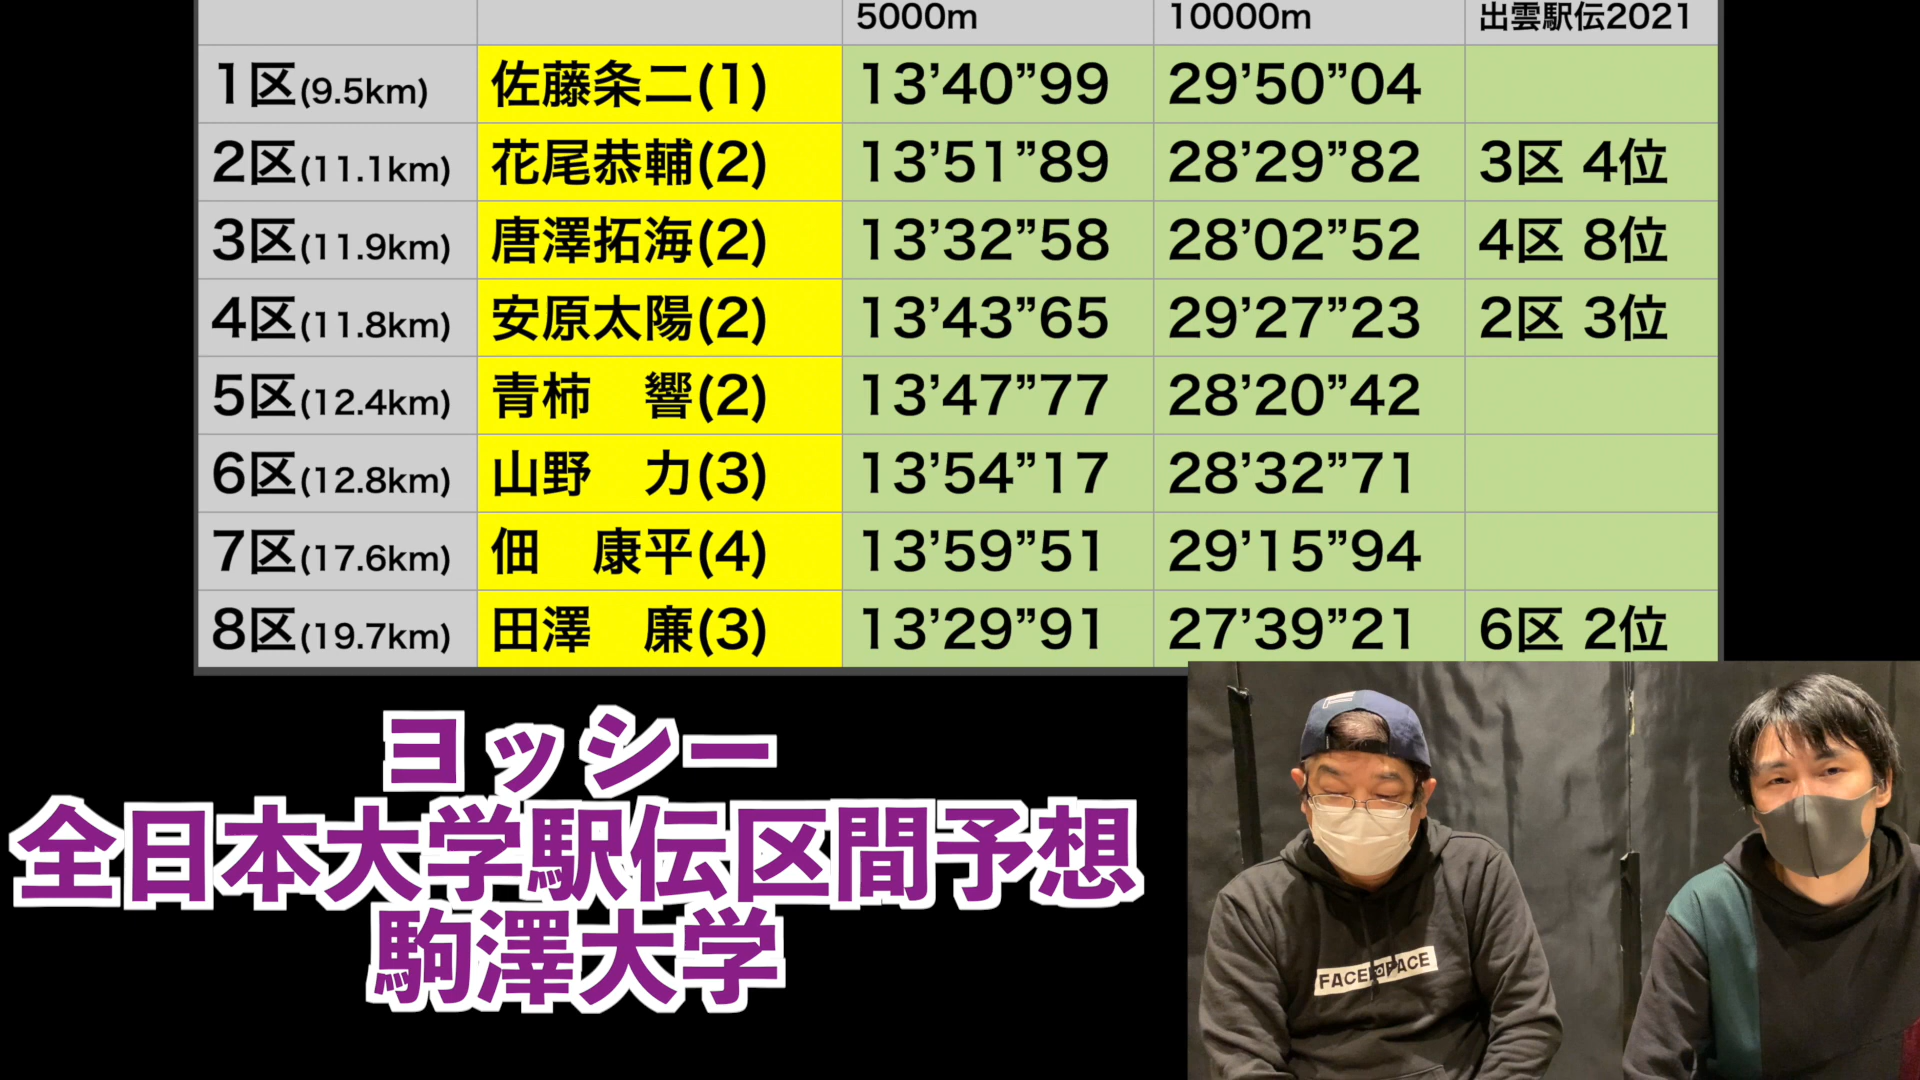 5000m 10000m 出雲駅伝2021
1区(9.5km) 佐藤条二(1) 13’40”99 29’50”04
2区(11.1km) 花尾恭輔(2) 13’51”89 28’29”82 3区 4位
3区(11.9km) 唐澤拓海(2) 13’32”58 28’02”52 4区 8位
4区(11.8km) 安原太陽(2) 13’43”65 29’27”23 2区 3位
5区(12.4km) 青柿　響(2) 13’47”77 28’20”42
6区(12.8km) 山野　力(3) 13’54”17 28’32”71
7区(17.6km) 佃　康平(4) 13’59”51 29’15”94
8区(19.7km) 田澤　廉(3) 13’29”91 27’39”21 6区 2位
ヨッシー
全日本大学駅伝区間予想
駒澤大学
FACE TO FACE